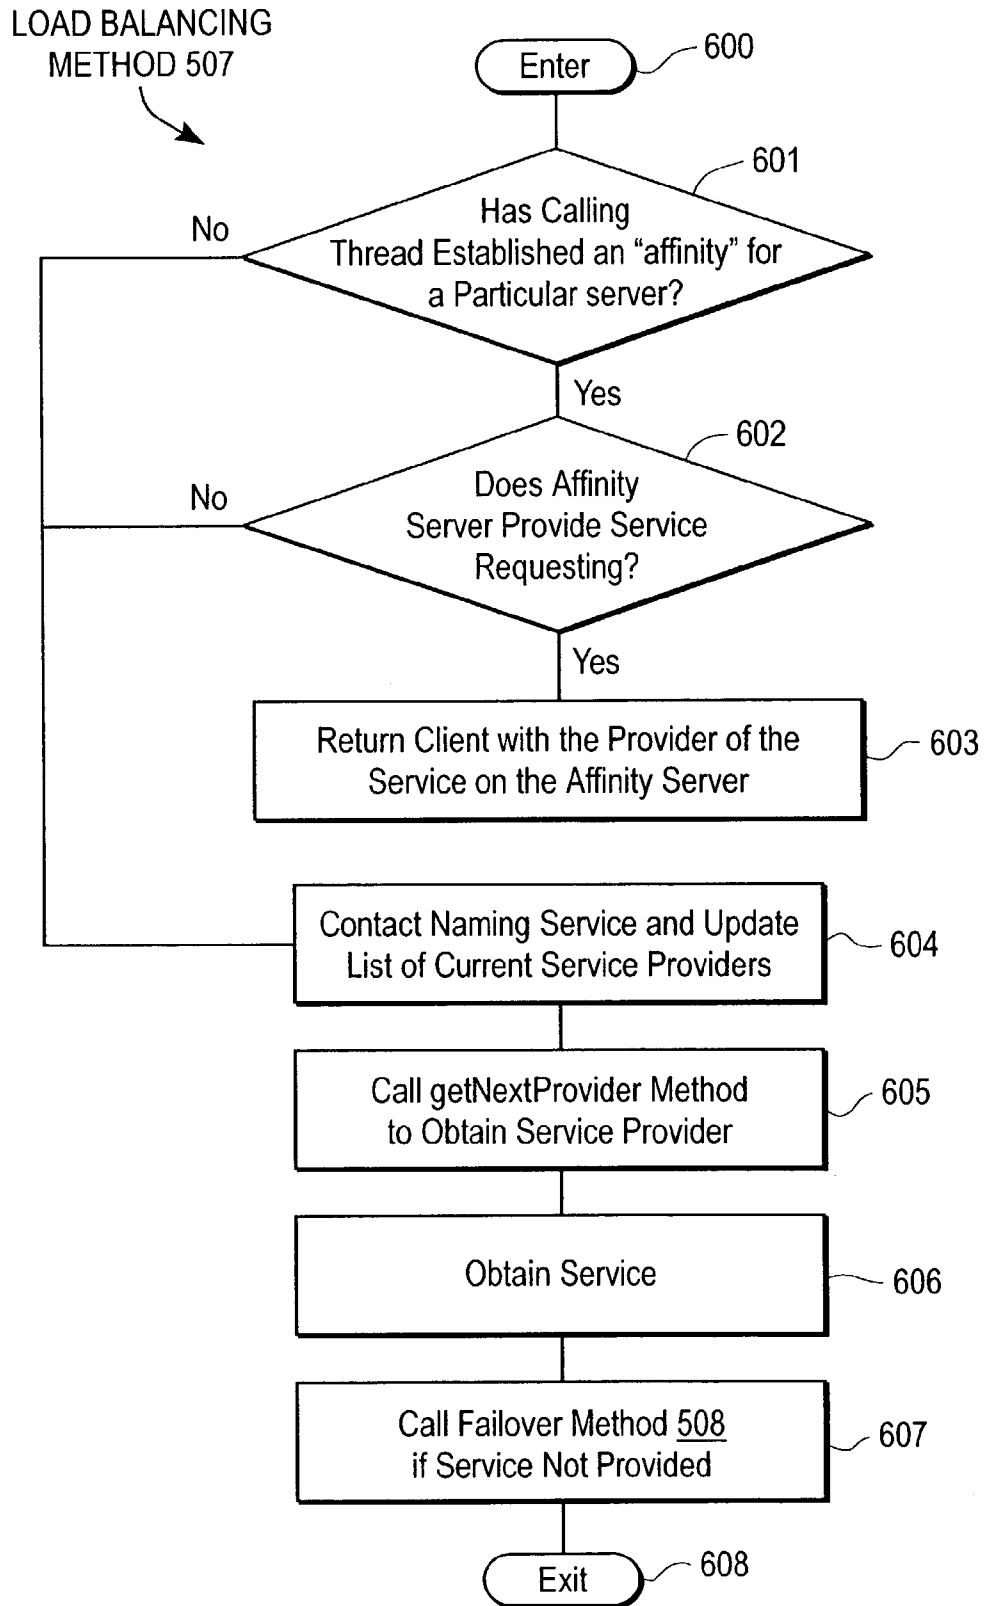 LOAD BALANCING
METHOD 507
Enter
600
601
Has Calling
Thread Established an “affinity” for
a Particular server?
No
Yes
602
Does Affinity
Server Provide Service
Requesting?
No
Yes
Return Client with the Provider of the
Service on the Affinity Server
603
Contact Naming Service and Update
List of Current Service Providers
604
Call getNextProvider Method
to Obtain Service Provider
605
Obtain Service
606
Call Failover Method 508
if Service Not Provided
607
Exit
608